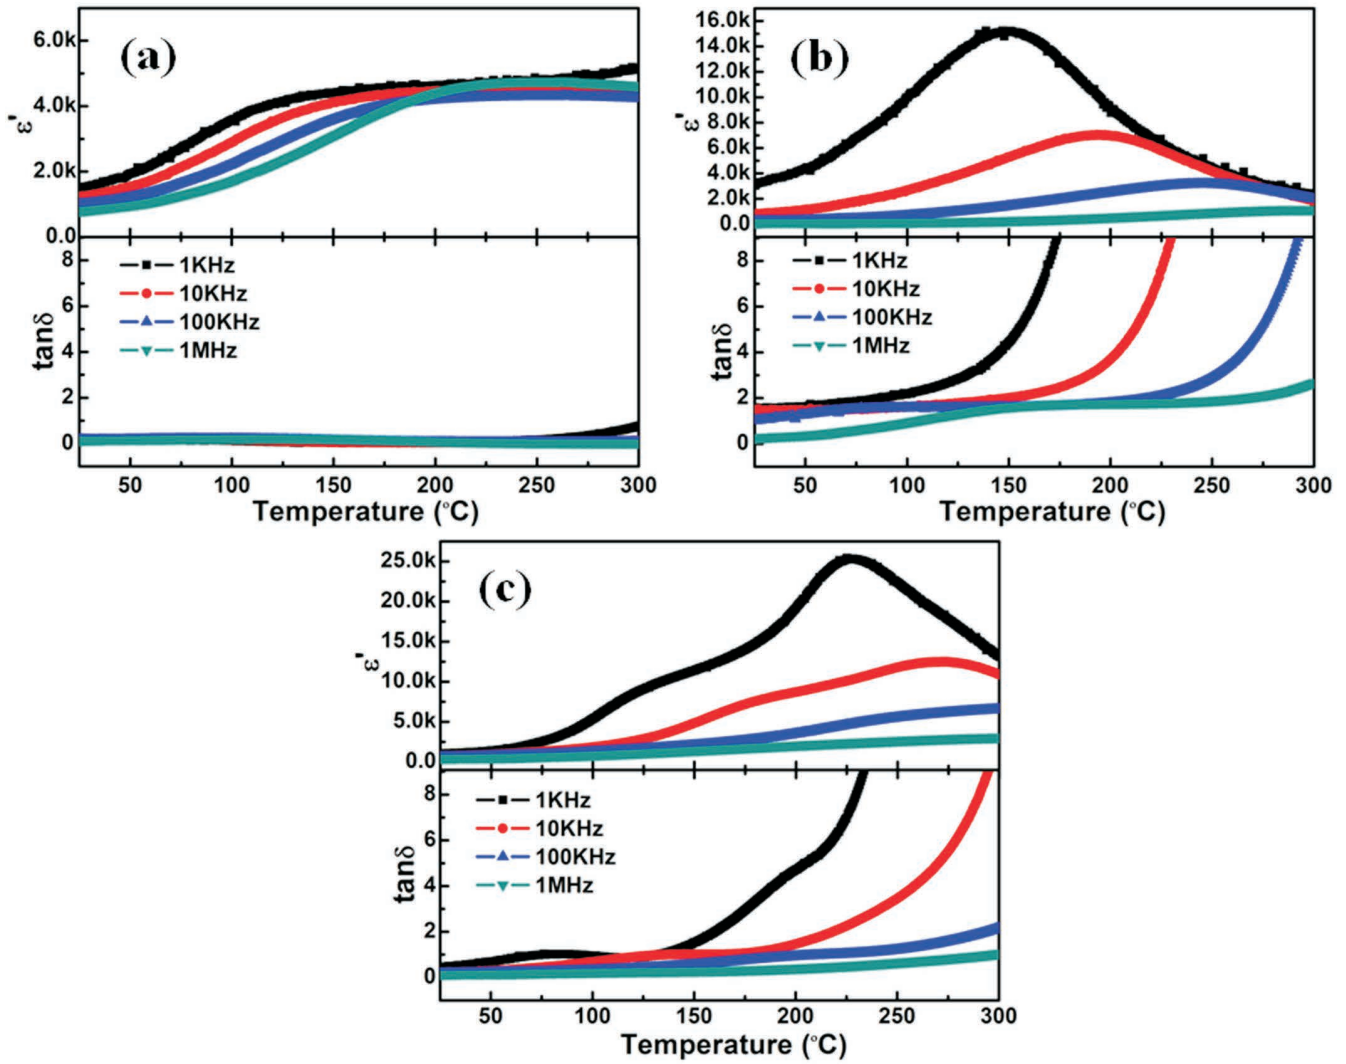 (a)
6.0k
4.0k
2.0k
0.0
ε'
8
6
4
2
0
tanδ
1KHz
10KHz
100KHz
1MHz
50 100 150 200 250 300
Temperature (°C)
(b)
16.0k
14.0k
12.0k
10.0k
8.0k
6.0k
4.0k
2.0k
0.0
ε'
8
6
4
2
0
tanδ
1KHz
10KHz
100KHz
1MHz
50 100 150 200 250 300
Temperature (°C)
(c)
25.0k
20.0k
15.0k
10.0k
5.0k
0.0
ε'
8
6
4
2
0
tanδ
1KHz
10KHz
100KHz
1MHz
50 100 150 200 250 300
Temperature (°C)